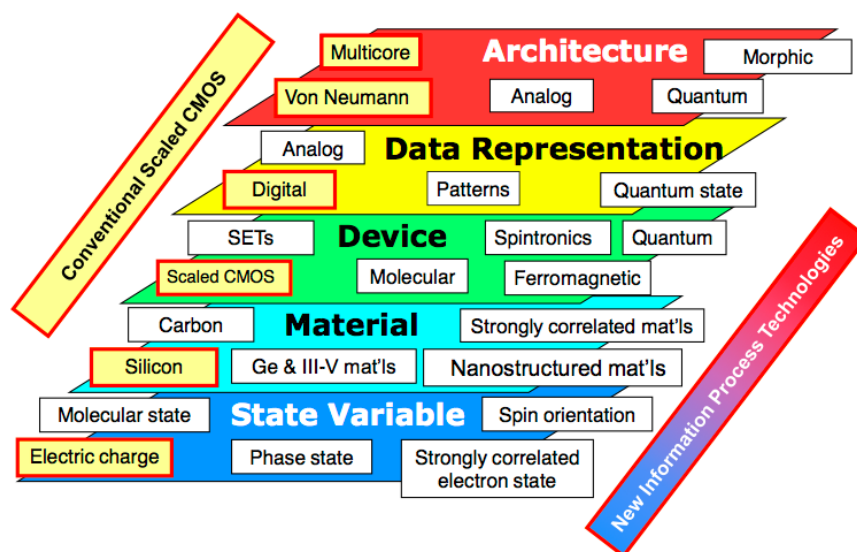 Conventional Scaled CMOS
Multicore
Architecture
Morphic
Von Neumann
Analog
Quantum
Analog
Data Representation
Digital
Patterns
Quantum state
SETs
Device
Spintronics
Quantum
Scaled CMOS
Molecular
Ferromagnetic
Carbon
Material
Strongly correlated mat'ls
Silicon
Ge & III-V mat'ls
Nanostructured mat'ls
Molecular state
State Variable
Spin orientation
Electric charge
Phase state
Strongly correlated
electron state
New Information Process Technologies